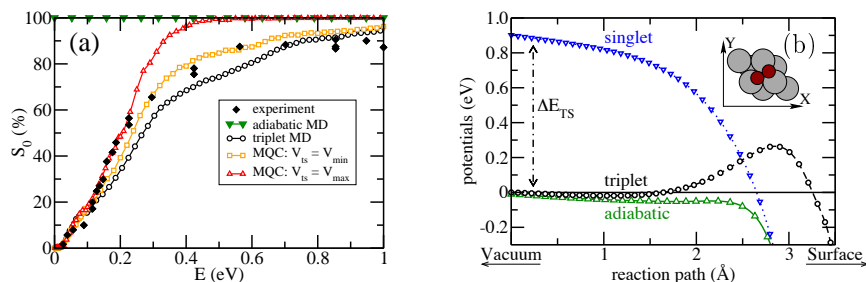 (a)
S₀ (%)
100
80
60
40
20
0
experiment
adiabatic MD
triplet MD
MQC: Vts = Vmin
MQC: Vts = Vmax
0 0.2 0.4 0.6 0.8 1
E (eV)
(b)
potentials (eV)
1.0
0.8
0.6
0.4
0.2
0
-0.2
singlet
ΔE_TS
triplet
adiabatic
Y
X
Vacuum
Surface
0 1 2 3
reaction path (Å)